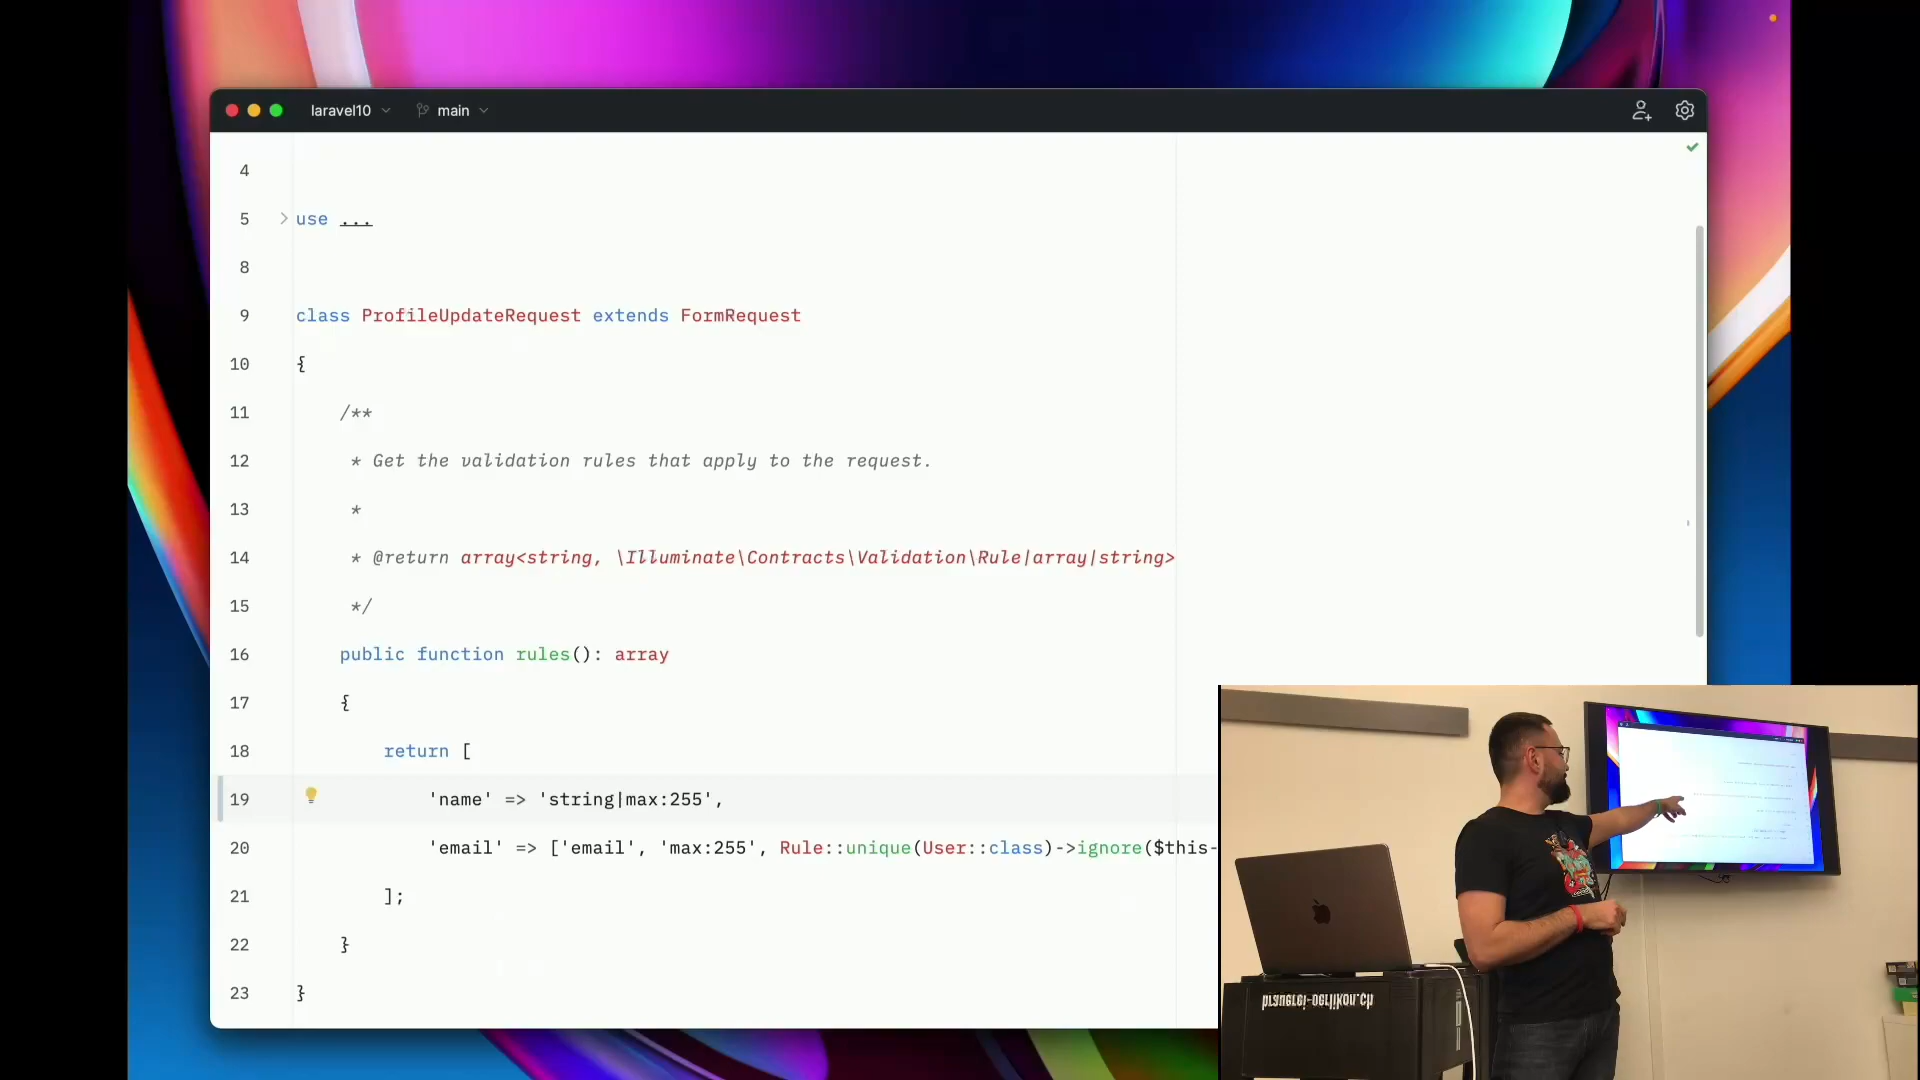 laravel10 main
4
5 use ...
8
9 class ProfileUpdateRequest extends FormRequest
10 {
11 /**
12 * Get the validation rules that apply to the request.
13 *
14 * @return array<string, \Illuminate\Contracts\Validation\Rule|array|string>
15 */
16 public function rules(): array
17 {
18 return [
19 'name' => 'string|max:255',
20 'email' => ['email', 'max:255', Rule::unique(User::class)->ignore($this-
21 ];
22 }
23 }
brauerei-oerlikon.ch